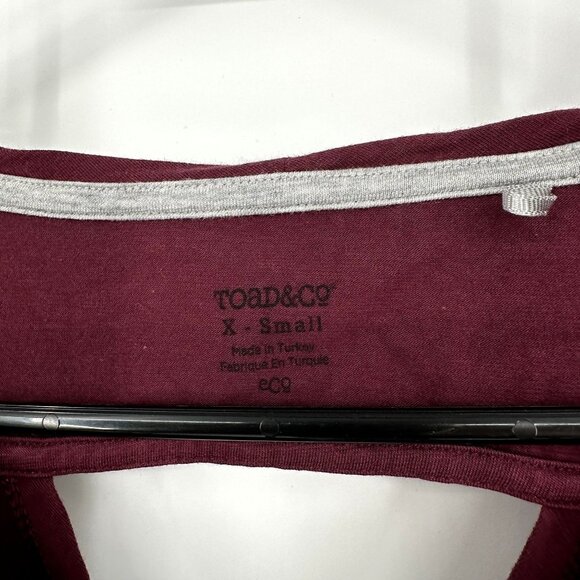 TOAD&CO
X - Small
Made in Turkey
Fabriqué En Turquie
eCO